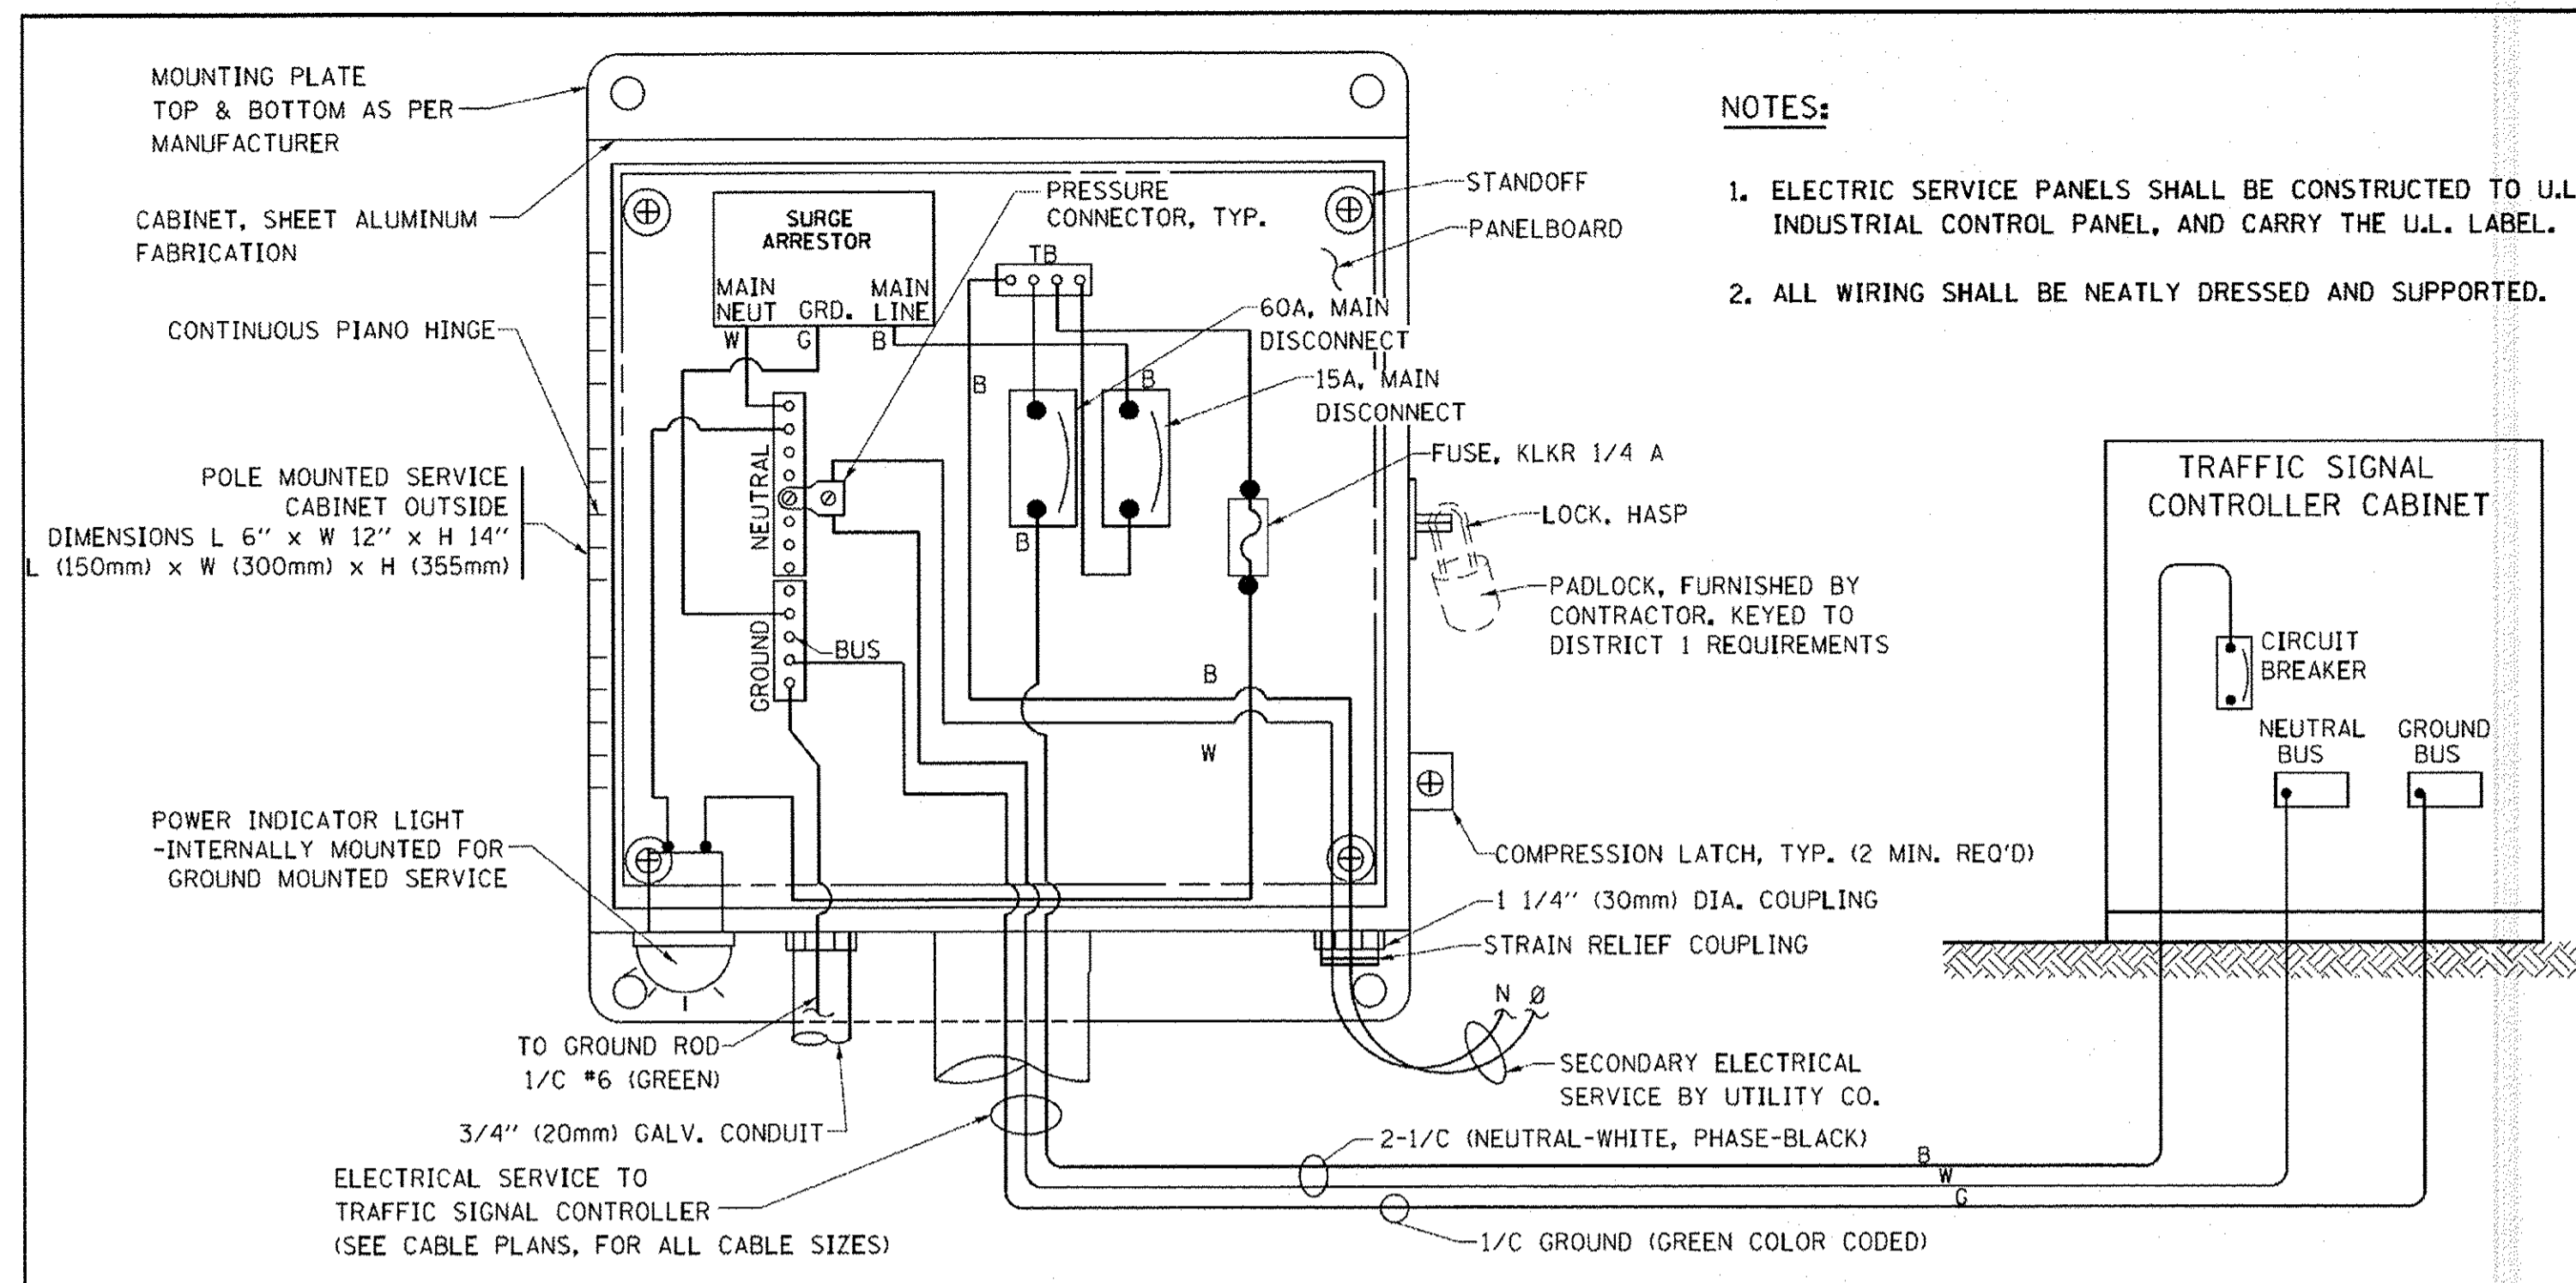 MOUNTING PLATE
TOP & BOTTOM AS PER
MANUFACTURER
CABINET, SHEET ALUMINUM
FABRICATION
CONTINUOUS PIANO HINGE
POLE MOUNTED SERVICE
CABINET OUTSIDE
DIMENSIONS L 6" x W 12" x H 14"
L (150mm) x W (300mm) x H (355mm)
POWER INDICATOR LIGHT
-INTERNALLY MOUNTED FOR
GROUND MOUNTED SERVICE
SURGE
ARRESTOR
MAIN
NEUT
GRD.
MAIN
LINE
W
G
B
PRESSURE
CONNECTOR, TYP.
TB
B
B
B
NEUTRAL
GROUND
BUS
B
W
STANDOFF
PANELBOARD
60A, MAIN
DISCONNECT
15A, MAIN
DISCONNECT
FUSE, KLKR 1/4 A
LOCK, HASP
PADLOCK, FURNISHED BY
CONTRACTOR. KEYED TO
DISTRICT 1 REQUIREMENTS
COMPRESSION LATCH, TYP. (2 MIN. REQ'D)
1 1/4" (30mm) DIA. COUPLING
STRAIN RELIEF COUPLING
N Ø
SECONDARY ELECTRICAL
SERVICE BY UTILITY CO.
TO GROUND ROD
1/C #6 (GREEN)
3/4" (20mm) GALV. CONDUIT
ELECTRICAL SERVICE TO
TRAFFIC SIGNAL CONTROLLER
(SEE CABLE PLANS, FOR ALL CABLE SIZES)
2-1/C (NEUTRAL-WHITE, PHASE-BLACK)
B
W
G
1/C GROUND (GREEN COLOR CODED)
NOTES:
1. ELECTRIC SERVICE PANELS SHALL BE CONSTRUCTED TO U.L
INDUSTRIAL CONTROL PANEL, AND CARRY THE U.L. LABEL.
2. ALL WIRING SHALL BE NEATLY DRESSED AND SUPPORTED.
TRAFFIC SIGNAL
CONTROLLER CABINET
CIRCUIT
BREAKER
NEUTRAL
BUS
GROUND
BUS